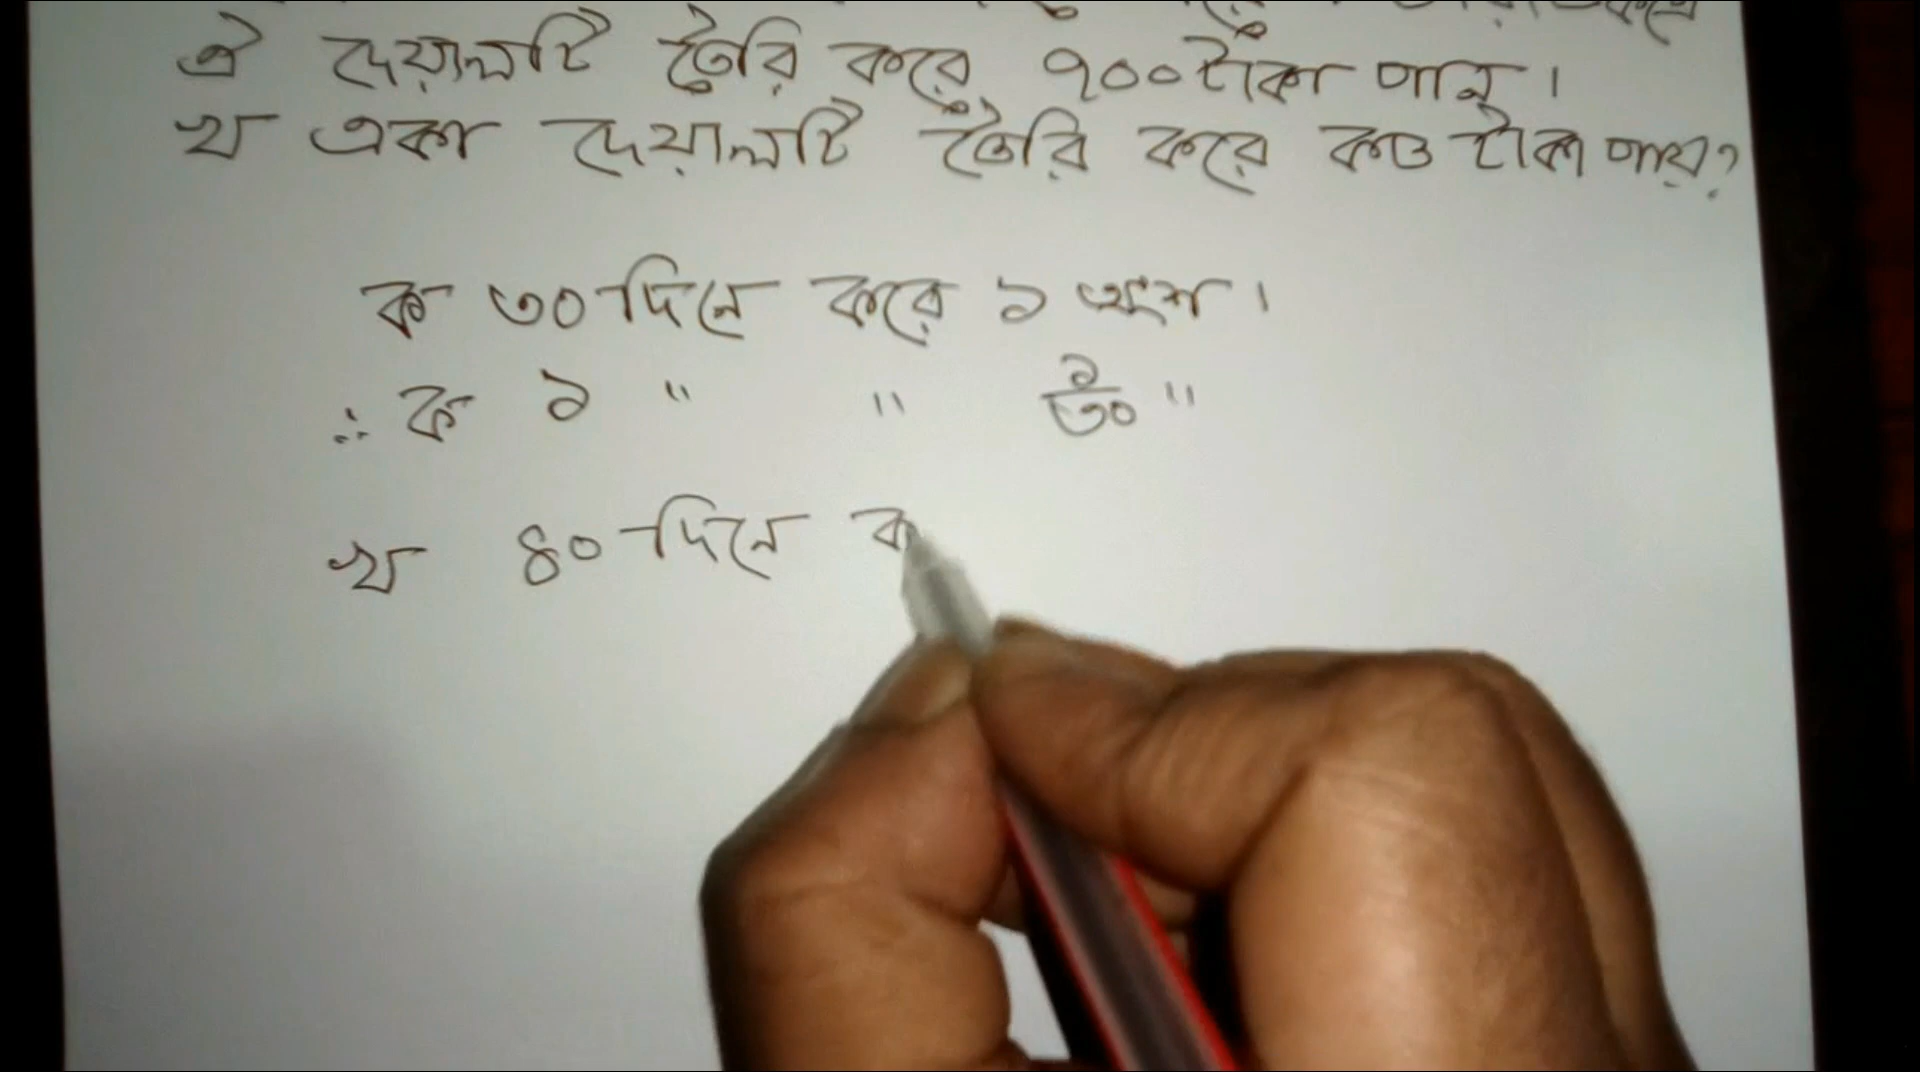 ঐ দেয়ালটি তৈরি করে ৭০০ টাকা পান।
খ একা দেয়ালটি তৈরি করে কত টাকা পায়?
ক ৩০ দিনে করে ১ অংশ।
∴ ক ১ " " ১/৩০ "
খ ৪০ দিনে ক